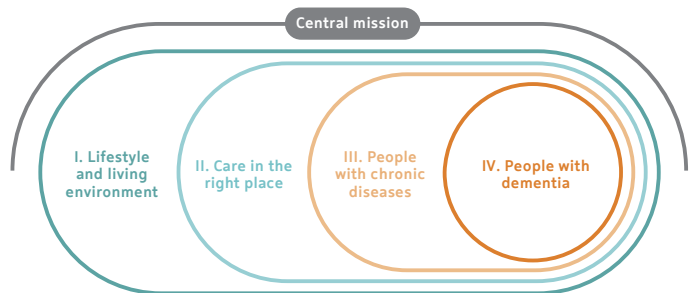 Central mission
I. Lifestyle
and living
environment
II. Care in the
right place
III. People
with chronic
diseases
IV. People with
dementia